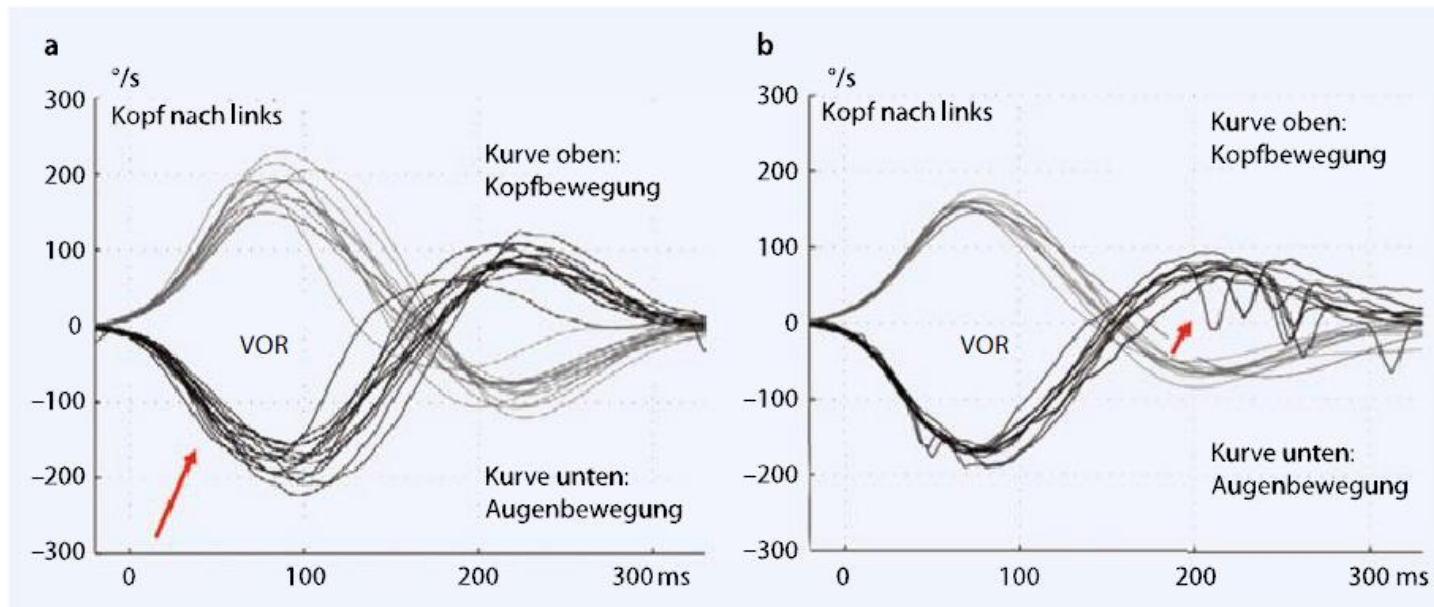 a
°/s
300
Kopf nach links
200
100
0
–100
–200
–300
Kurve oben:
Kopfbewegung
VOR
Kurve unten:
Augenbewegung
0 100 200 300 ms
b
°/s
300
Kopf nach links
200
100
0
–100
–200
–300
Kurve oben:
Kopfbewegung
VOR
Kurve unten:
Augenbewegung
0 100 200 300 ms